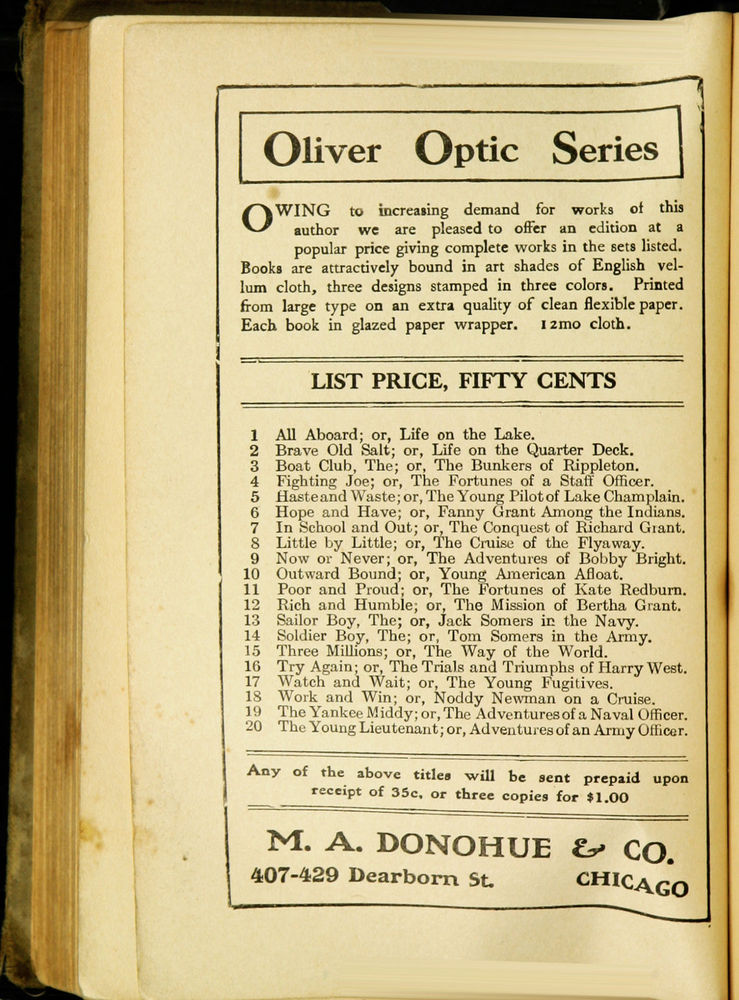 Oliver Optic Series
OWING to increasing demand for works of this
author we are pleased to offer an edition at a
popular price giving complete works in the sets listed.
Books are attractively bound in art shades of English vel-
lum cloth, three designs stamped in three colors. Printed
from large type on an extra quality of clean flexible paper.
Each book in glazed paper wrapper. 12mo cloth.
LIST PRICE, FIFTY CENTS
1 All Aboard; or, Life on the Lake.
2 Brave Old Salt; or, Life on the Quarter Deck.
3 Boat Club, The; or, The Bunkers of Rippleton.
4 Fighting Joe; or, The Fortunes of a Staff Officer.
5 Haste and Waste; or, The Young Pilot of Lake Champlain.
6 Hope and Have; or, Fanny Grant Among the Indians.
7 In School and Out; or, The Conquest of Richard Grant.
8 Little by Little; or, The Cruise of the Flyaway.
9 Now or Never; or, The Adventures of Bobby Bright.
10 Outward Bound; or, Young American Afloat.
11 Poor and Proud; or, The Fortunes of Kate Redburn.
12 Rich and Humble; or, The Mission of Bertha Grant.
13 Sailor Boy, The; or, Jack Somers in the Navy.
14 Soldier Boy, The; or, Tom Somers in the Army.
15 Three Millions; or, The Way of the World.
16 Try Again; or, The Trials and Triumphs of Harry West.
17 Watch and Wait; or, The Young Fugitives.
18 Work and Win; or, Noddy Newman on a Cruise.
19 The Yankee Middy; or, The Adventures of a Naval Officer.
20 The Young Lieutenant; or, Adventures of an Army Officer.
Any of the above titles will be sent prepaid upon
receipt of 35c, or three copies for $1.00
M. A. DONOHUE & CO.
407-429 Dearborn St. CHICAGO